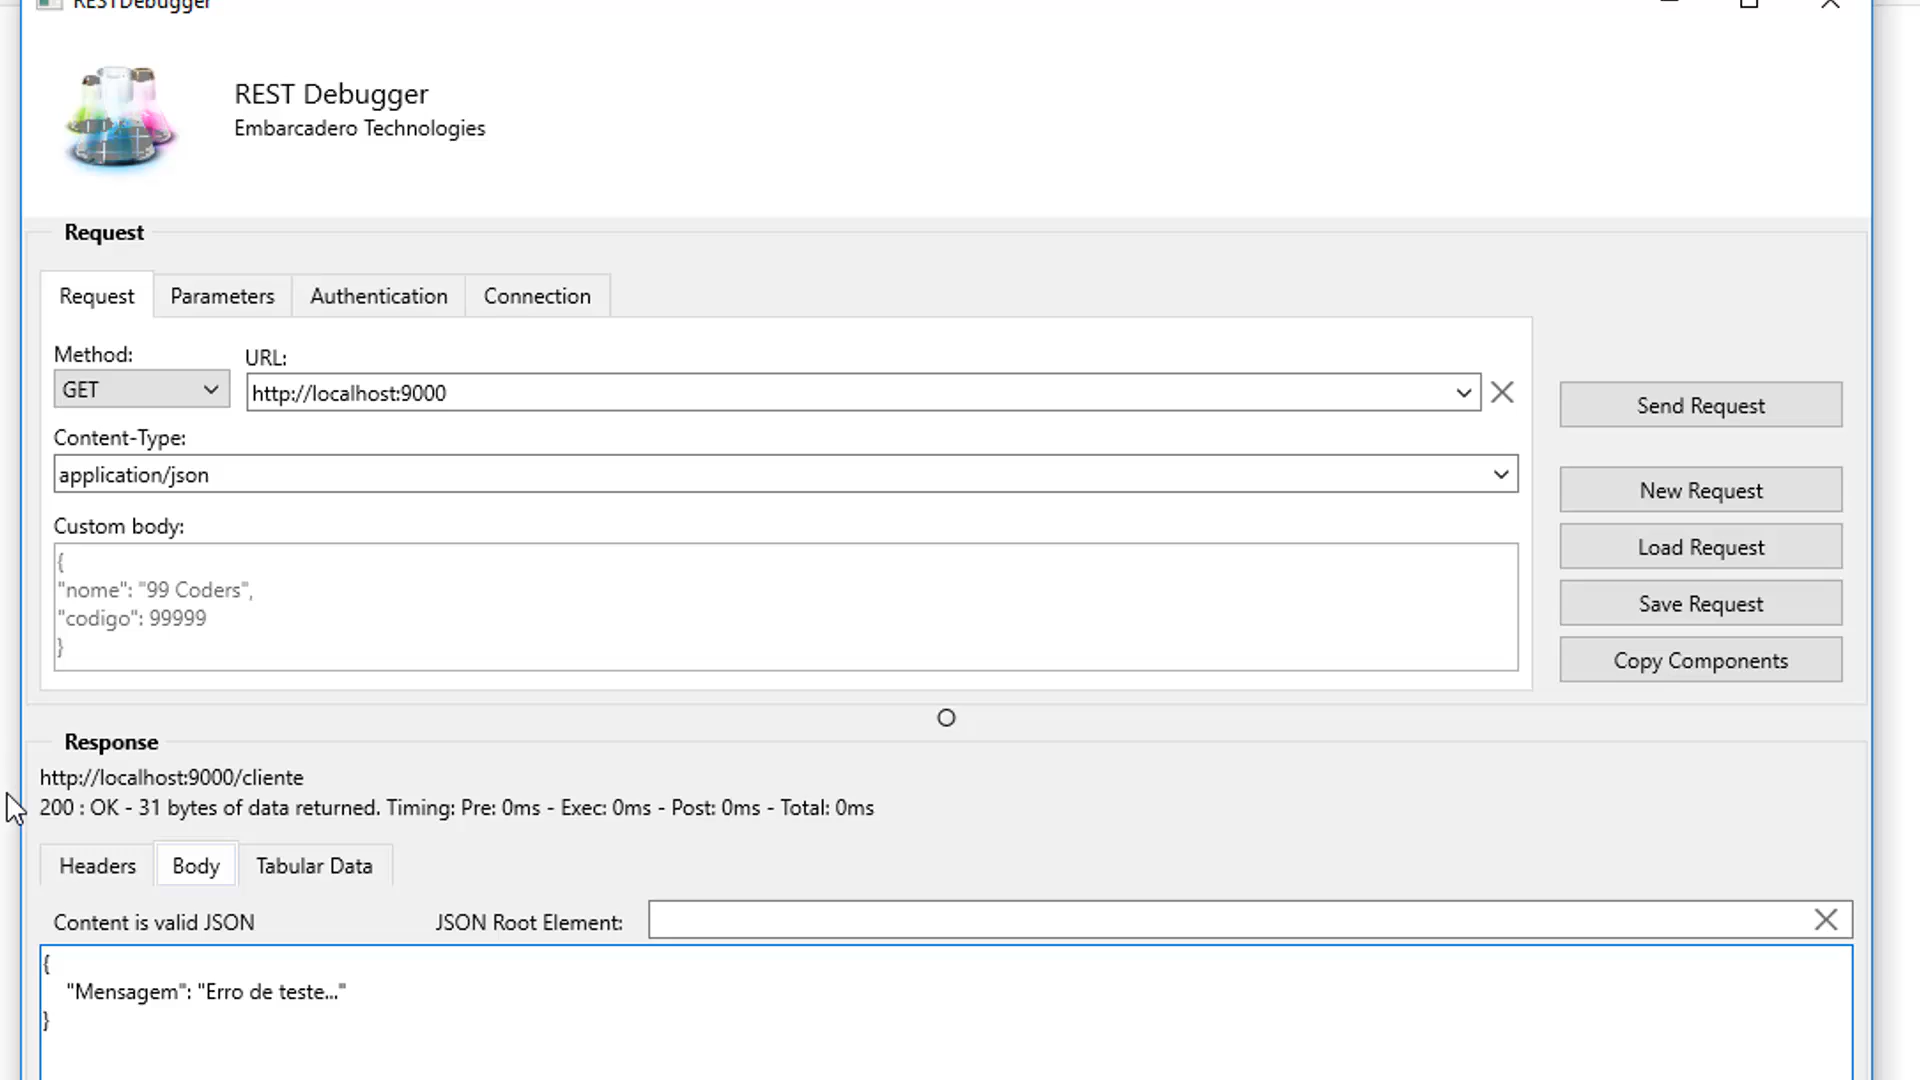 RESTDebugger
REST Debugger
Embarcadero Technologies
Request
Request Parameters Authentication Connection
Method:
URL:
GET
http://localhost:9000
Send Request
Content-Type:
application/json
New Request
Custom body:
Load Request
{
"nome": "99 Coders",
"codigo": 99999
}
Save Request
Copy Components
Response
http://localhost:9000/cliente
200 : OK - 31 bytes of data returned. Timing: Pre: 0ms - Exec: 0ms - Post: 0ms - Total: 0ms
Headers Body Tabular Data
Content is valid JSON JSON Root Element:
{
"Mensagem": "Erro de teste..."
}